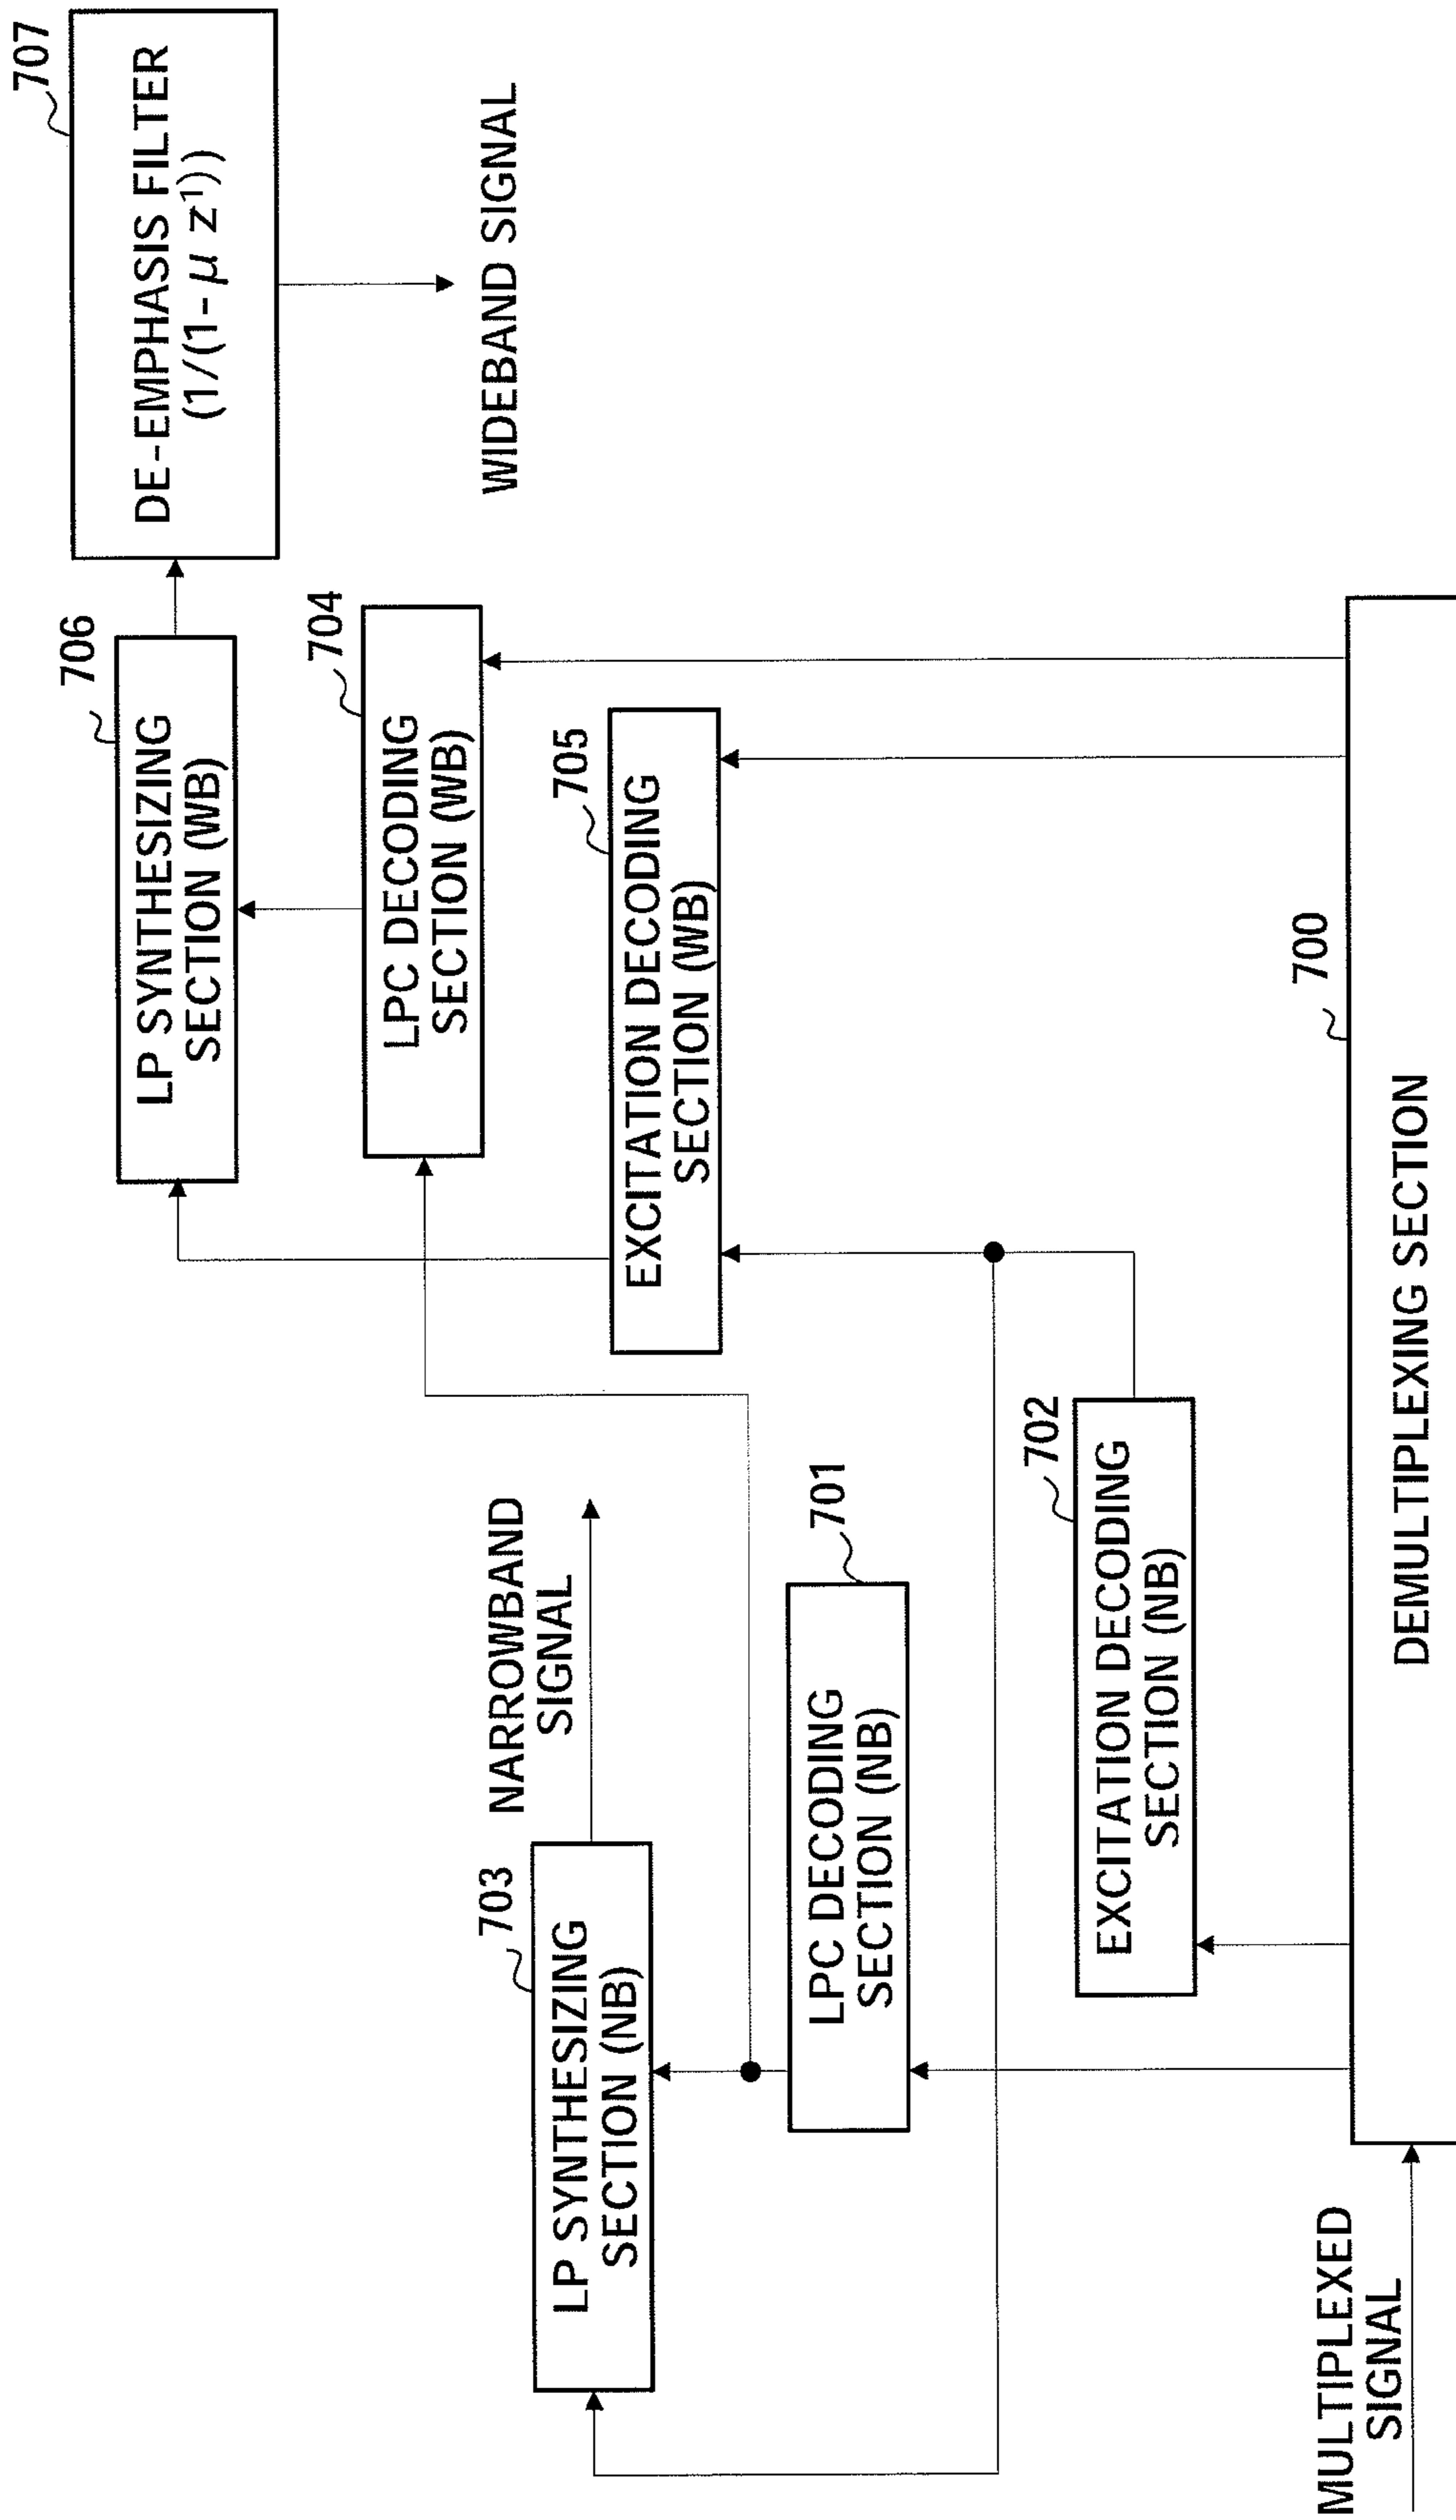 707
DE-EMPHASIS FILTER
(1/(1-μ z¹))
706
LP SYNTHESIZING
SECTION (WB)
704
LPC DECODING
SECTION (WB)
WIDEBAND SIGNAL
705
EXCITATION DECODING
SECTION (WB)
NARROWBAND
SIGNAL
703
LP SYNTHESIZING
SECTION (NB)
701
LPC DECODING
SECTION (NB)
702
EXCITATION DECODING
SECTION (NB)
700
DEMULTIPLEXING SECTION
MULTIPLEXED
SIGNAL